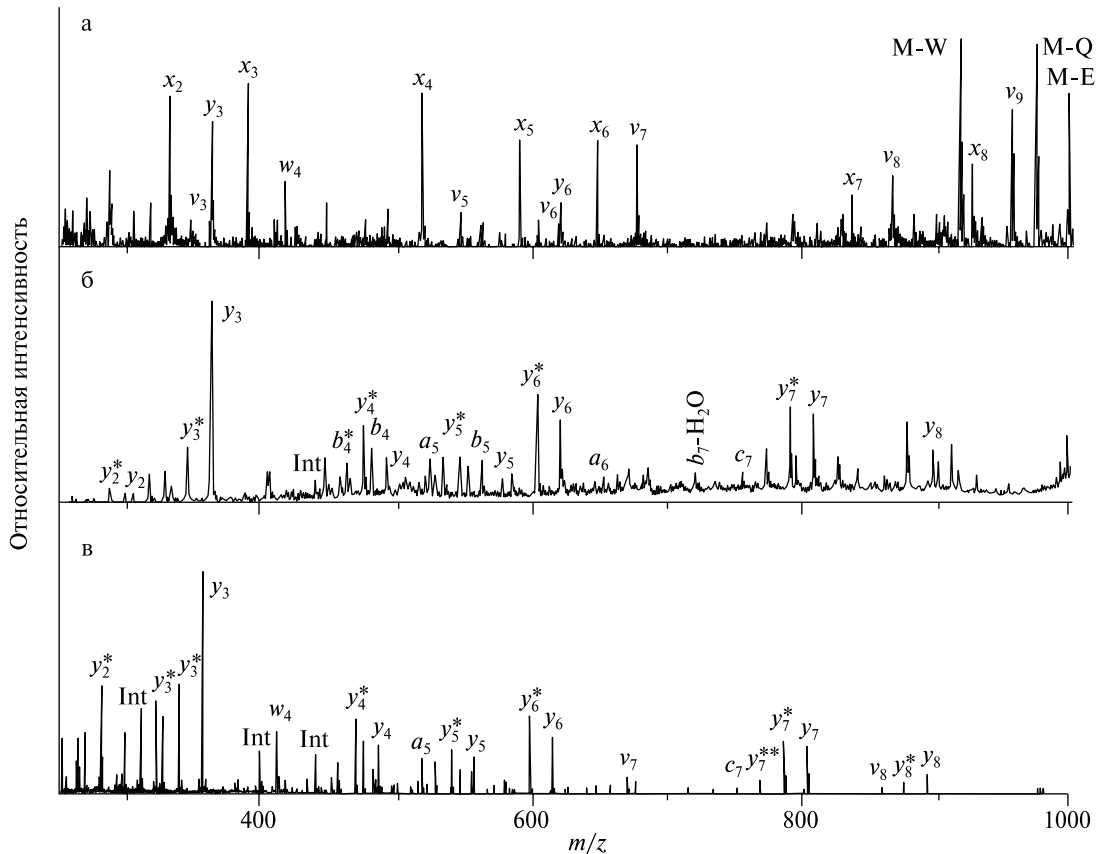 а
x₂
v₃
y₃
x₃
w₄
x₄
v₅
x₅
v₆
y₆
x₆
v₇
x₇
v₈
M-W
x₈
v₉
M-Q
M-E
б
y₂*
y₂
y₃*
y₃
Int
b₄*
y₄*
b₄
y₄
a₅
y₅*
b₅
y₅
y₆*
y₆
a₆
b₇-H₂O
c₇
y₇*
y₇
y₈
в
y₂*
Int
y₃*
y₃*
y₃
Int
w₄
Int
y₄*
y₄
a₅
y₅*
y₅
y₆*
y₆
v₇
c₇
y₇**
y₇*
y₇
v₈
y₈*
y₈
400
600
800
1000
m/z
Относительная интенсивность